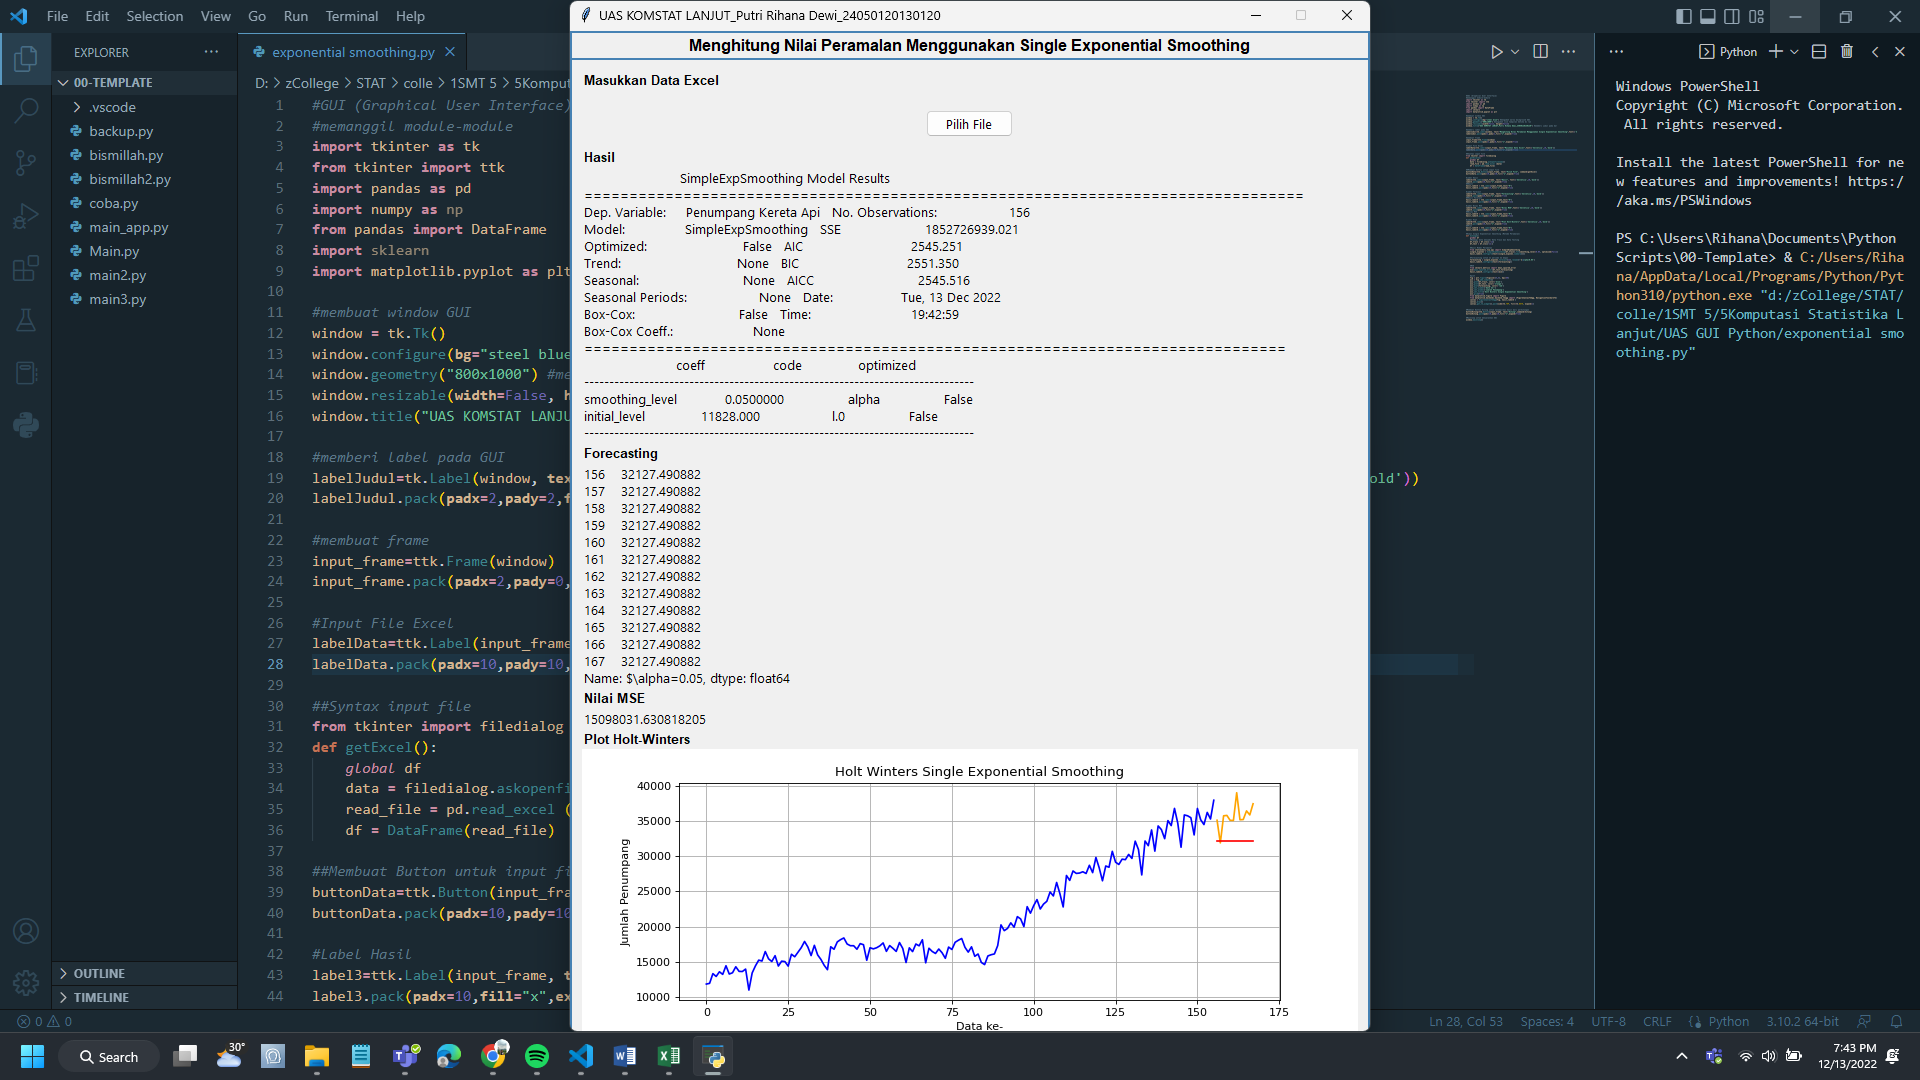 File Edit Selection View Go Run Terminal Help
EXPLORER
00-TEMPLATE
.vscode
backup.py
bismillah.py
bismillah2.py
coba.py
main_app.py
Main.py
main2.py
main3.py
OUTLINE
TIMELINE
exponential smoothing.py
D: > zCollege > STAT > colle > 1SMT 5 > 5Komput
1 #GUI (Graphical User Interface)
2 #memanggil module-module
3 import tkinter as tk
4 from tkinter import ttk
5 import pandas as pd
6 import numpy as np
7 from pandas import DataFrame
8 import sklearn
9 import matplotlib.pyplot as plt
10
11 #membuat window GUI
12 window = tk.Tk()
13 window.configure(bg="steel blue
14 window.geometry("800x1000") #me
15 window.resizable(width=False, h
16 window.title("UAS KOMSTAT LANJU
17
18 #memberi label pada GUI
19 labelJudul=tk.Label(window, tex
old'))
20 labelJudul.pack(padx=2,pady=2,f
21
22 #membuat frame
23 input_frame=ttk.Frame(window)
24 input_frame.pack(padx=2,pady=0,
25
26 #Input File Excel
27 labelData=ttk.Label(input_frame
28 labelData.pack(padx=10,pady=10,
29
30 ##Syntax input file
31 from tkinter import filedialog
32 def getExcel():
33 global df
34 data = filedialog.askopenfi
35 read_file = pd.read_excel (
36 df = DataFrame(read_file)
37
38 ##Membuat Button untuk input fi
39 buttonData=ttk.Button(input_fra
40 buttonData.pack(padx=10,pady=10
41
42 #Label Hasil
43 label3=ttk.Label(input_frame, t
44 label3.pack(padx=10,fill="x",ex
UAS KOMSTAT LANJUT_Putri Rihana Dewi_24050120130120
Menghitung Nilai Peramalan Menggunakan Single Exponential Smoothing
Masukkan Data Excel
Pilih File
Hasil
SimpleExpSmoothing Model Results
================================================================================
Dep. Variable: Penumpang Kereta Api No. Observations: 156
Model: SimpleExpSmoothing SSE 1852726939.021
Optimized: False AIC 2545.251
Trend: None BIC 2551.350
Seasonal: None AICC 2545.516
Seasonal Periods: None Date: Tue, 13 Dec 2022
Box-Cox: False Time: 19:42:59
Box-Cox Coeff.: None
==============================================================================
coeff code optimized
------------------------------------------------------------------------------
smoothing_level 0.0500000 alpha False
initial_level 11828.000 l.0 False
------------------------------------------------------------------------------
Forecasting
156 32127.490882
157 32127.490882
158 32127.490882
159 32127.490882
160 32127.490882
161 32127.490882
162 32127.490882
163 32127.490882
164 32127.490882
165 32127.490882
166 32127.490882
167 32127.490882
Name: $\alpha=0.05, dtype: float64
Nilai MSE
15098031.630818205
Plot Holt-Winters
Holt Winters Single Exponential Smoothing
40000
35000
30000
25000
20000
15000
10000
Jumlah Penumpang
0 25 50 75 100 125 150 175
Data ke-
Python
Windows PowerShell
Copyright (C) Microsoft Corporation.
All rights reserved.
Install the latest PowerShell for ne
w features and improvements! https:/
/aka.ms/PSWindows
PS C:\Users\Rihana\Documents\Python
Scripts\00-Template> & C:/Users/Riha
na/AppData/Local/Programs/Python/Pyt
hon310/python.exe "d:/zCollege/STAT/
colle/1SMT 5/5Komputasi Statistika L
anjut/UAS GUI Python/exponential smo
othing.py"
0 0
Ln 28, Col 53 Spaces: 4 UTF-8 CRLF Python 3.10.2 64-bit
Search
30°
7:43 PM
12/13/2022